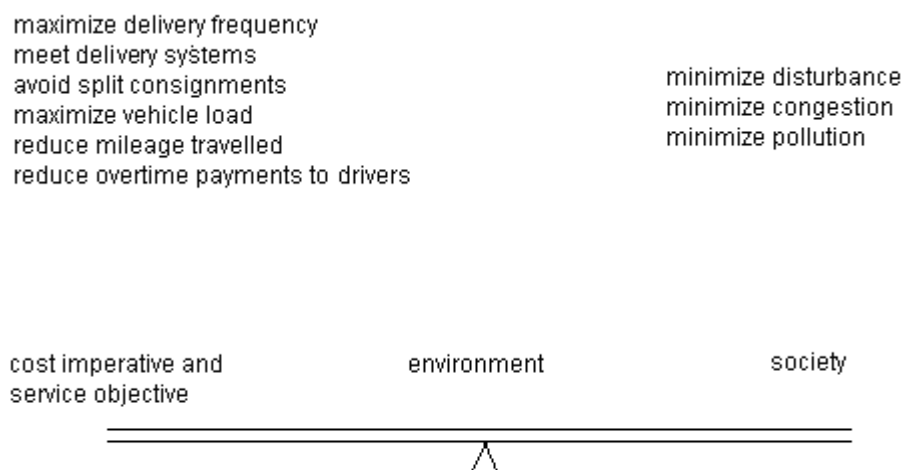 maximize delivery frequency
meet delivery systems
avoid split consignments
maximize vehicle load
reduce mileage travelled
reduce overtime payments to drivers
minimize disturbance
minimize congestion
minimize pollution
cost imperative and
service objective
environment
society